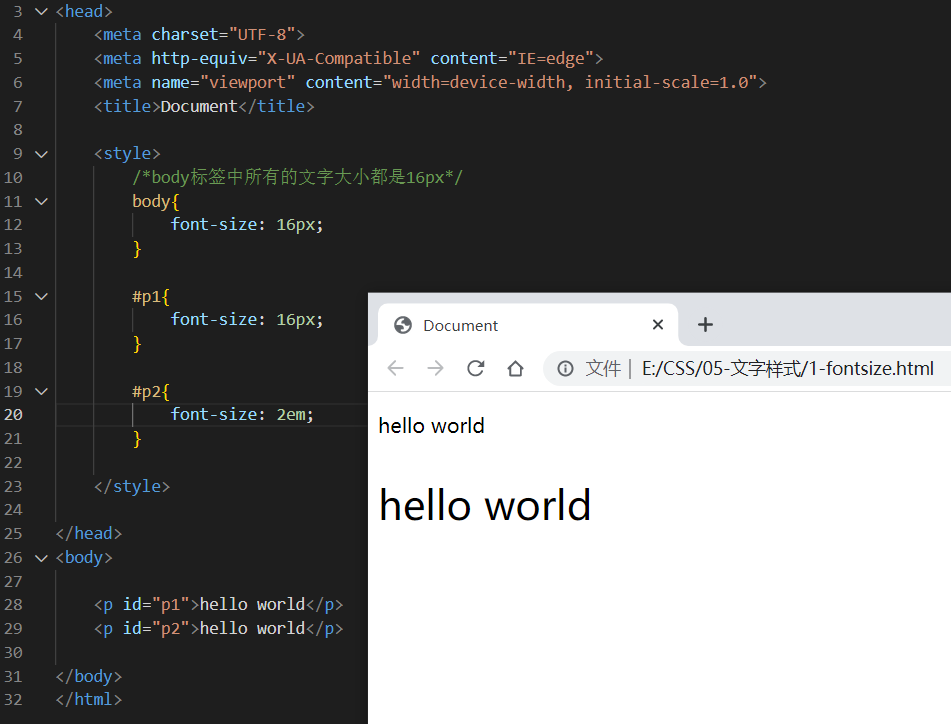 3 <head>
4 <meta charset="UTF-8">
5 <meta http-equiv="X-UA-Compatible" content="IE=edge">
6 <meta name="viewport" content="width=device-width, initial-scale=1.0">
7 <title>Document</title>
8
9 <style>
10 /*body标签中所有的文字大小都是16px*/
11 body{
12 font-size: 16px;
13 }
14
15 #p1{
16 font-size: 16px;
17 }
18
19 #p2{
20 font-size: 2em;
21 }
22
23 </style>
24
25 </head>
26 <body>
27
28 <p id="p1">hello world</p>
29 <p id="p2">hello world</p>
30
31 </body>
32 </html>
Document
文件 | E:/CSS/05-文字样式/1-fontsize.html
hello world
hello world